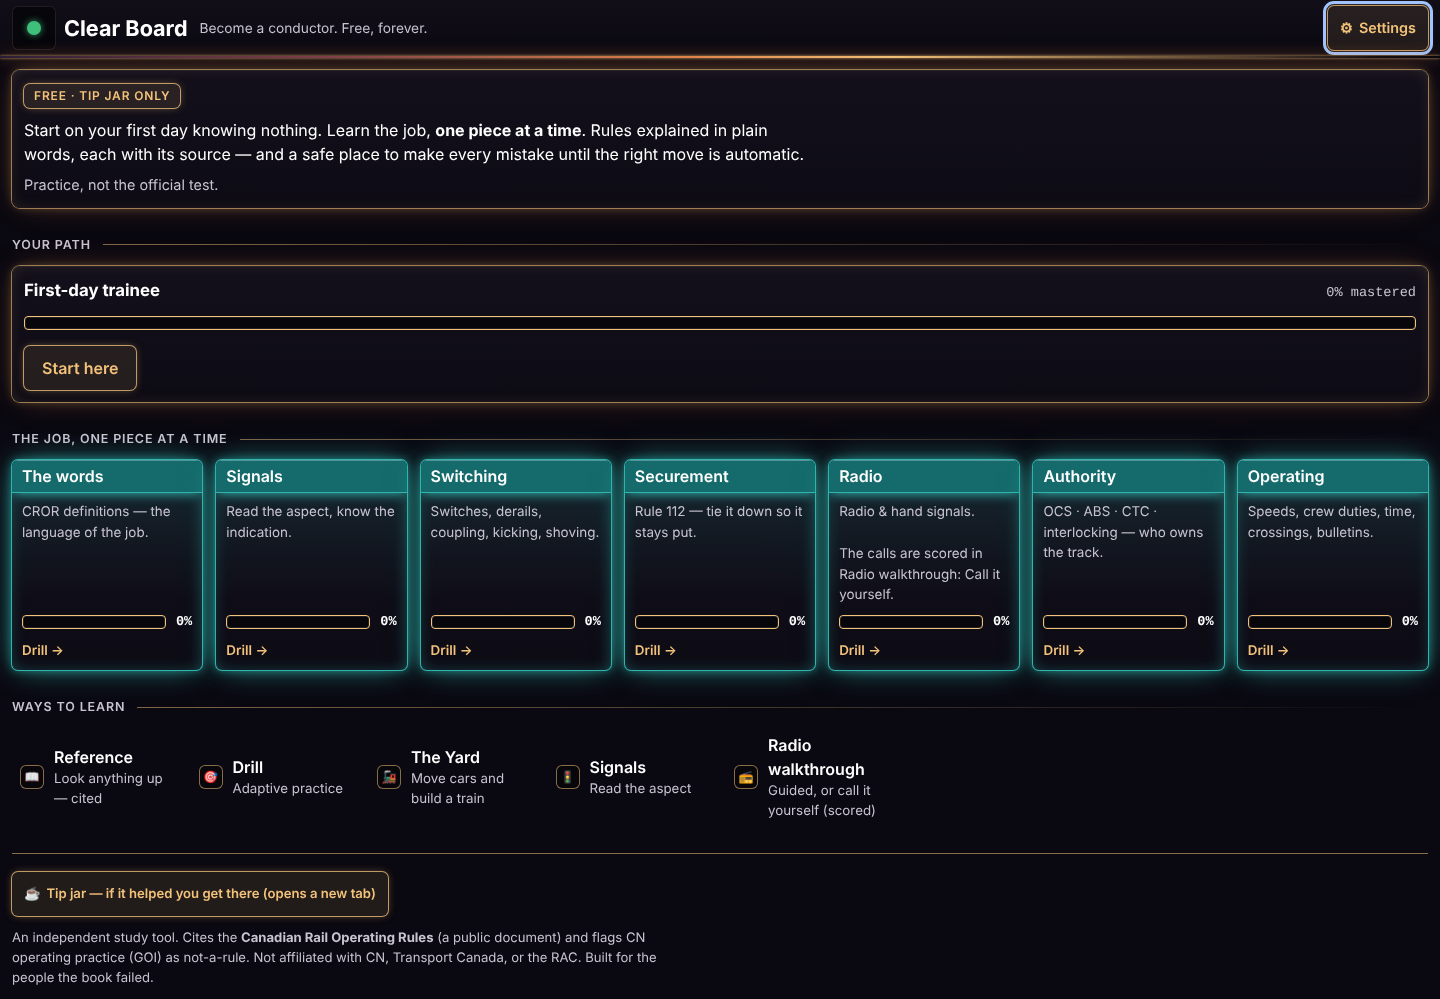 Clear Board
Become a conductor. Free, forever.
⚙ Settings
FREE · TIP JAR ONLY
Start on your first day knowing nothing. Learn the job, one piece at a time. Rules explained in plain
words, each with its source — and a safe place to make every mistake until the right move is automatic.
Practice, not the official test.
YOUR PATH
First-day trainee
0% mastered
Start here
THE JOB, ONE PIECE AT A TIME
The words
CROR definitions — the
language of the job.
0%
Drill →
Signals
Read the aspect, know the
indication.
0%
Drill →
Switching
Switches, derails,
coupling, kicking, shoving.
0%
Drill →
Securement
Rule 112 — tie it down so it
stays put.
0%
Drill →
Radio
Radio & hand signals.
The calls are scored in
Radio walkthrough: Call it
yourself.
0%
Drill →
Authority
OCS · ABS · CTC ·
interlocking — who owns
the track.
0%
Drill →
Operating
Speeds, crew duties, time,
crossings, bulletins.
0%
Drill →
WAYS TO LEARN
Reference
Look anything up
— cited
Drill
Adaptive practice
The Yard
Move cars and
build a train
Signals
Read the aspect
Radio
walkthrough
Guided, or call it
yourself (scored)
Tip jar — if it helped you get there (opens a new tab)
An independent study tool. Cites the Canadian Rail Operating Rules (a public document) and flags CN
operating practice (GOI) as not-a-rule. Not affiliated with CN, Transport Canada, or the RAC. Built for the
people the book failed.